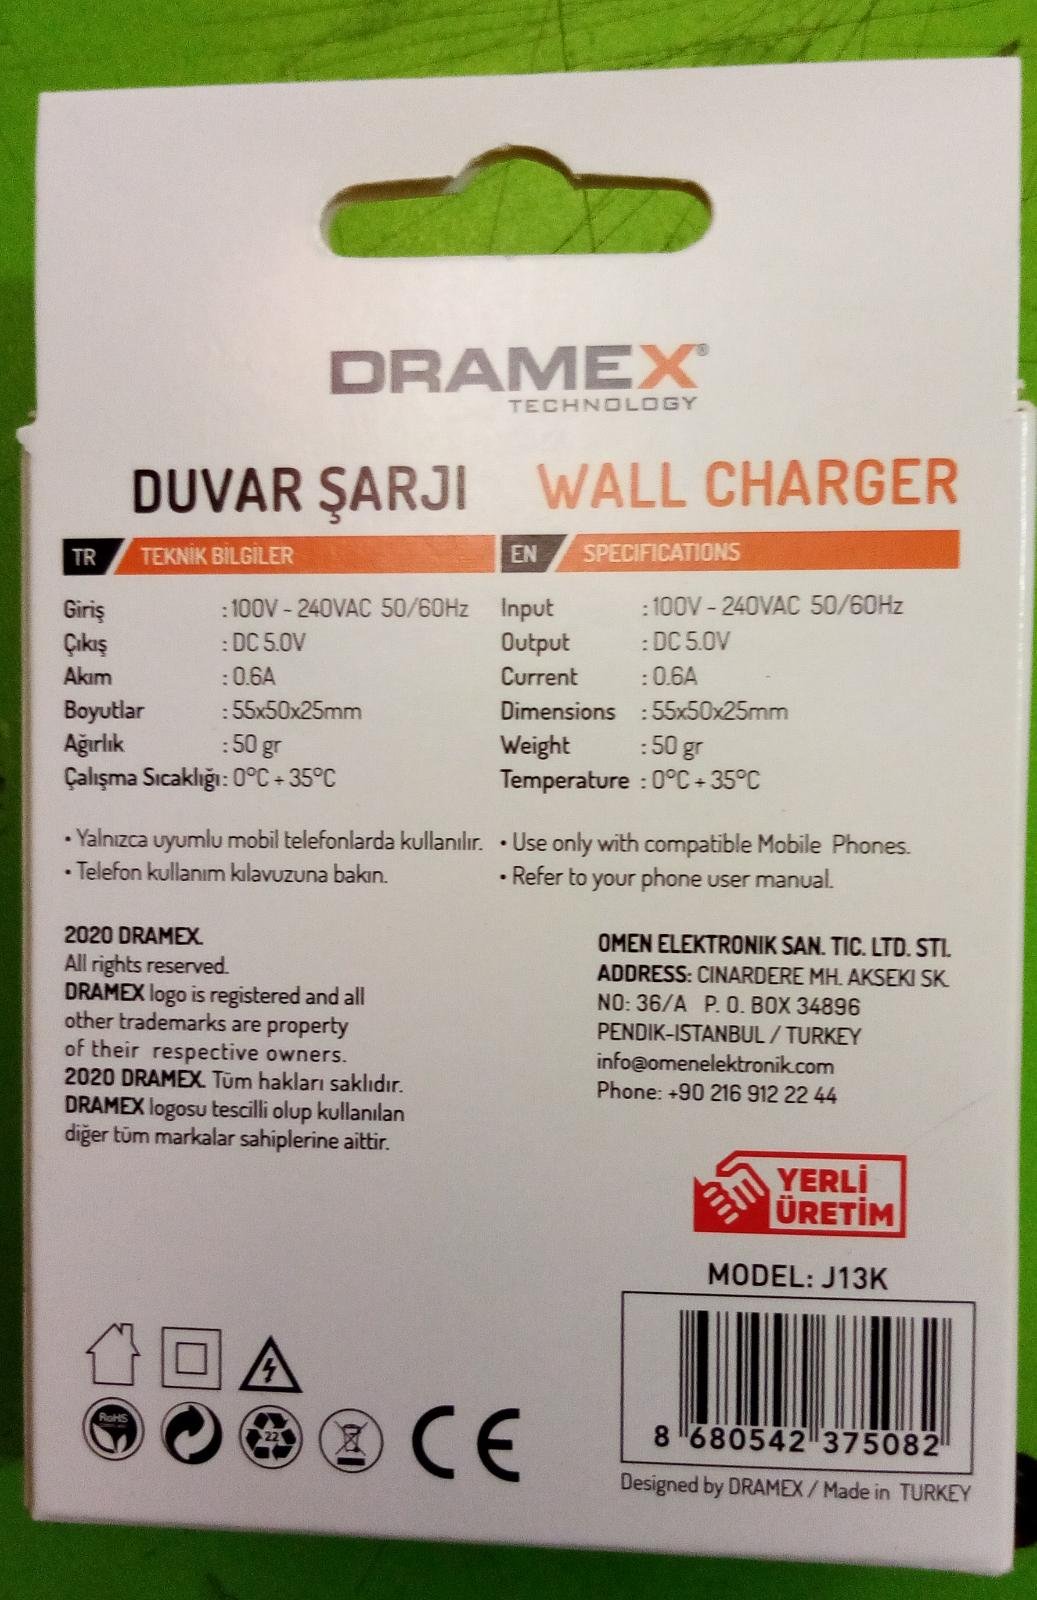 DRAMEX®
TECHNOLOGY
DUVAR ŞARJI
WALL CHARGER
TR TEKNİK BİLGİLER
Giriş : 100V - 240VAC 50/60Hz
Çıkış : DC 5.0V
Akım : 0.6A
Boyutlar : 55x50x25mm
Ağırlık : 50 gr
Çalışma Sıcaklığı : 0°C + 35°C
• Yalnızca uyumlu mobil telefonlarda kullanılır.
• Telefon kullanım kılavuzuna bakın.
EN SPECIFICATIONS
Input : 100V - 240VAC 50/60Hz
Output : DC 5.0V
Current : 0.6A
Dimensions : 55x50x25mm
Weight : 50 gr
Temperature : 0°C + 35°C
• Use only with compatible Mobile Phones.
• Refer to your phone user manual.
2020 DRAMEX.
All rights reserved.
DRAMEX logo is registered and all
other trademarks are property
of their respective owners.
2020 DRAMEX. Tüm hakları saklıdır.
DRAMEX logosu tescilli olup kullanılan
diğer tüm markalar sahiplerine aittir.
OMEN ELEKTRONIK SAN. TIC. LTD. STI.
ADDRESS: CINARDERE MH. AKSEKI SK.
NO: 36/A P. O. BOX 34896
PENDIK-ISTANBUL / TURKEY
info@omenelektronik.com
Phone: +90 216 912 22 44
YERLİ
ÜRETİM
MODEL: J13K
RoHS
22
CE
8 680542 375082
Designed by DRAMEX / Made in TURKEY